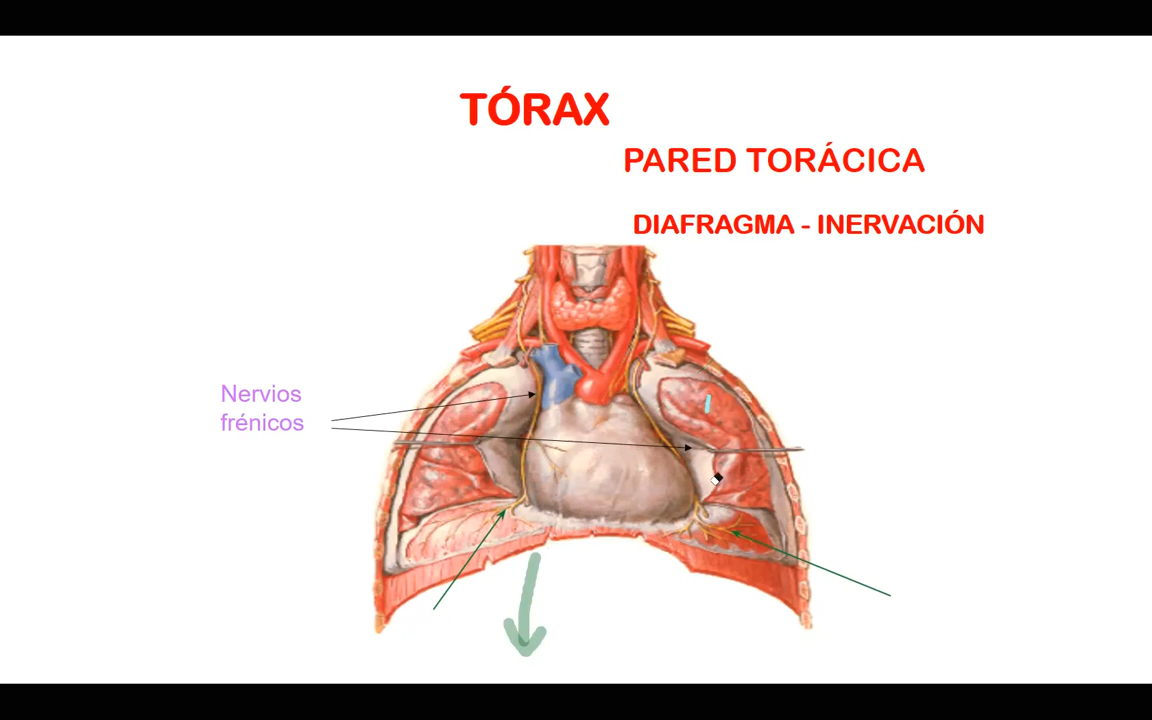 TÓRAX
PARED TORÁCICA
DIAFRAGMA - INERVACIÓN
Nervios
frénicos